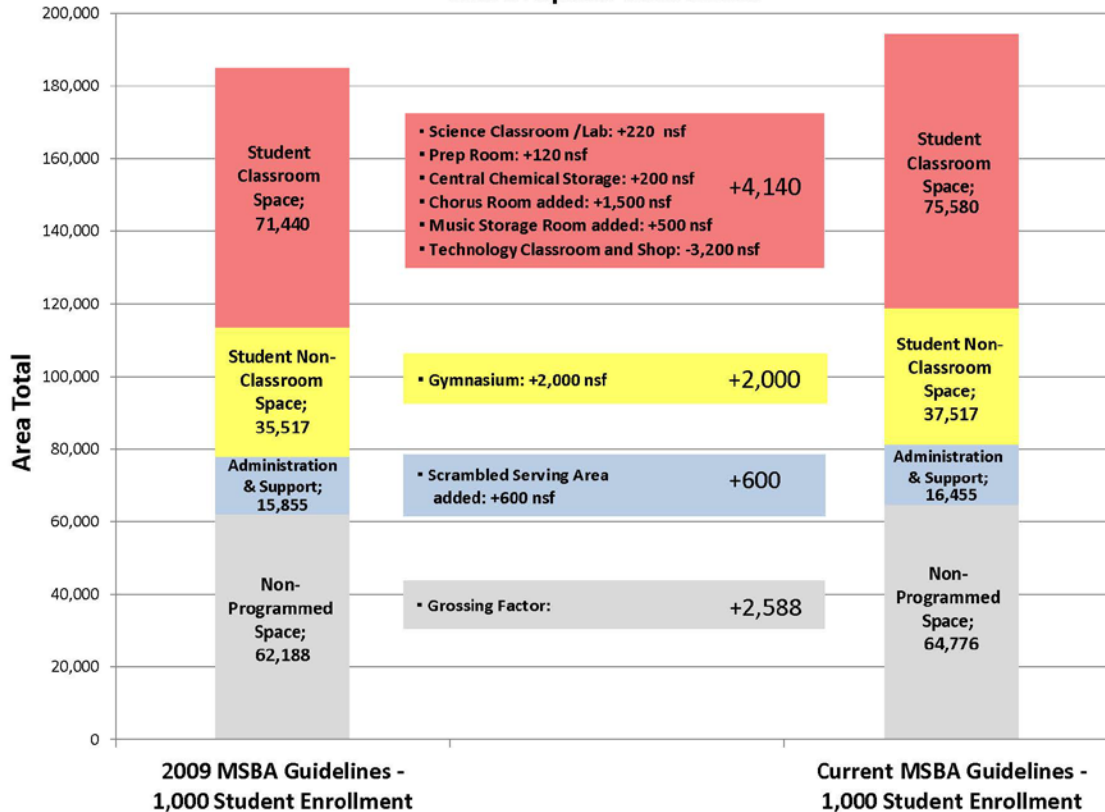 200,000
180,000
160,000
140,000
120,000
100,000
80,000
60,000
40,000
20,000
0
Area Total
Student
Classroom
Space;
71,440
Student Non-
Classroom
Space;
35,517
Administration
& Support;
15,855
Non-
Programmed
Space;
62,188
▪ Science Classroom /Lab: +220 nsf
▪ Prep Room: +120 nsf
▪ Central Chemical Storage: +200 nsf
▪ Chorus Room added: +1,500 nsf
▪ Music Storage Room added: +500 nsf
▪ Technology Classroom and Shop: -3,200 nsf
+4,140
▪ Gymnasium: +2,000 nsf
+2,000
▪ Scrambled Serving Area
added: +600 nsf
+600
▪ Grossing Factor:
+2,588
Student
Classroom
Space;
75,580
Student Non-
Classroom
Space;
37,517
Administration
& Support;
16,455
Non-
Programmed
Space;
64,776
2009 MSBA Guidelines -
1,000 Student Enrollment
Current MSBA Guidelines -
1,000 Student Enrollment